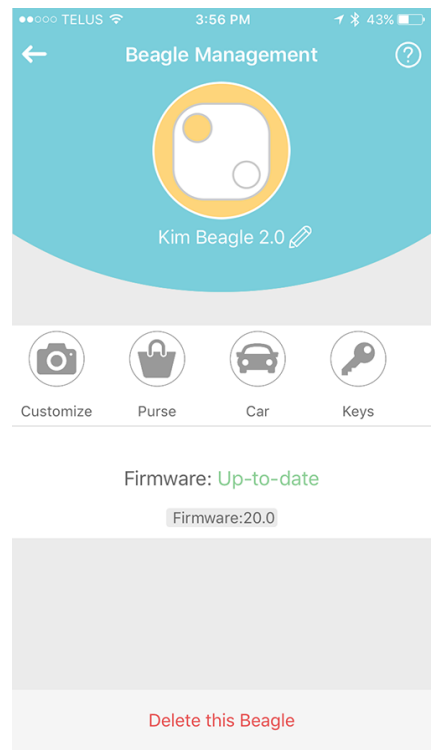 TELUS 3:56 PM 43%
Beagle Management ?
Kim Beagle 2.0
Customize Purse Car Keys
Firmware: Up-to-date
Firmware:20.0
Delete this Beagle